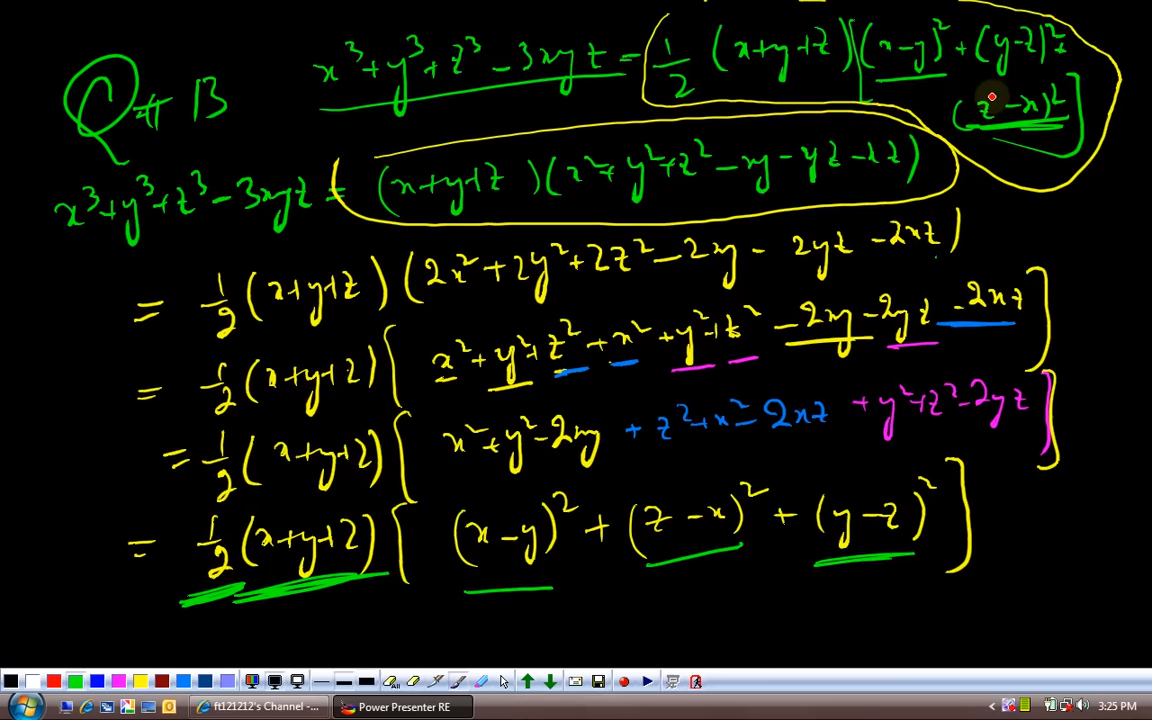 x³+y³+z³-3xyz = 1/2 (x+y+z)[(x-y)²+(y-z)²+
Q# 13
(z-x)²]
x³+y³+z³-3xyz = (x+y+z)(x²+y²+z²-xy-yz-zz)
= 1/2 (x+y+z)(2x²+2y²+2z²-2xy-2yz-2xz)
= 1/2 (x+y+z)[x²+y²+z²+x²+y²+z²-2xy-2yz-2xz]
= 1/2 (x+y+z)[x²+y²-2xy+z²+x²-2xz+y²+z²-2yz]
= 1/2 (x+y+z)[(x-y)²+(z-x)²+(y-z)²]
ft121212's Channel -... Power Presenter RE 3:25 PM